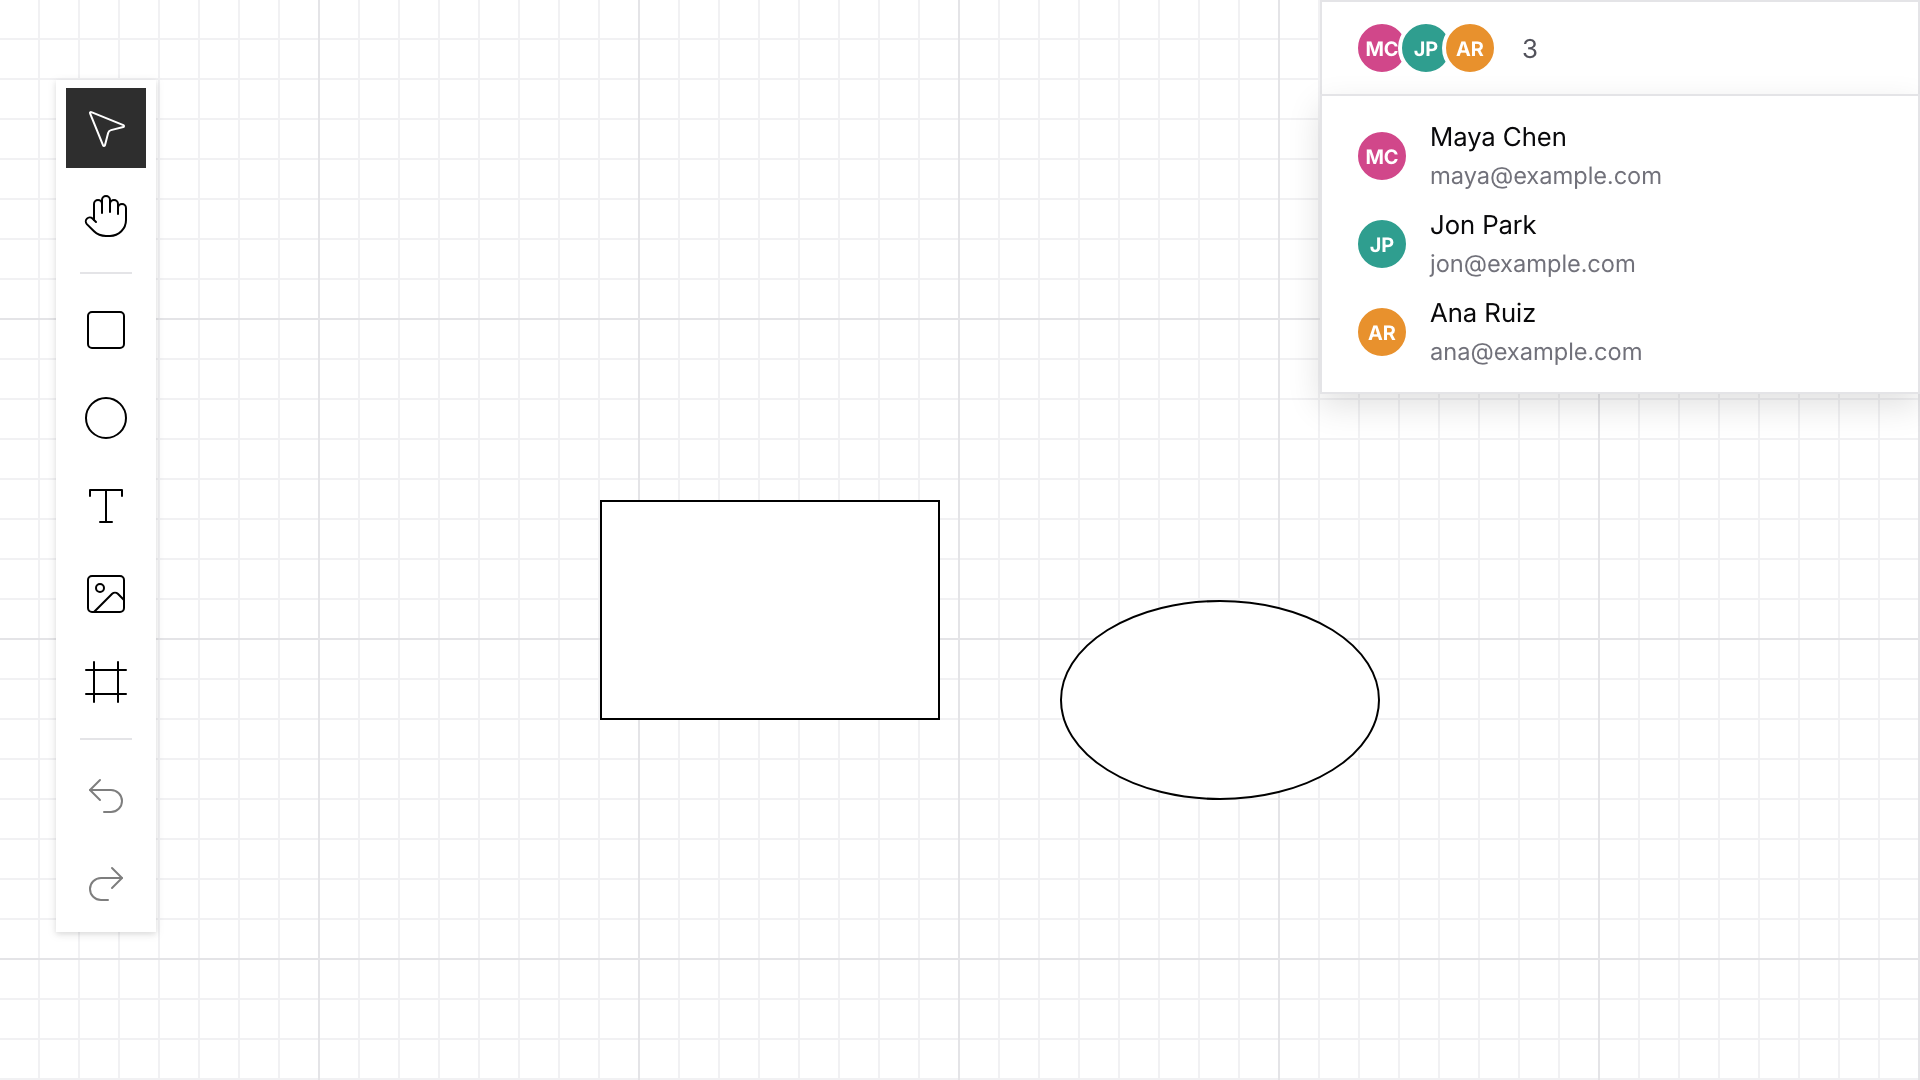 MC JP AR 3
MC
Maya Chen
maya@example.com
JP
Jon Park
jon@example.com
AR
Ana Ruiz
ana@example.com